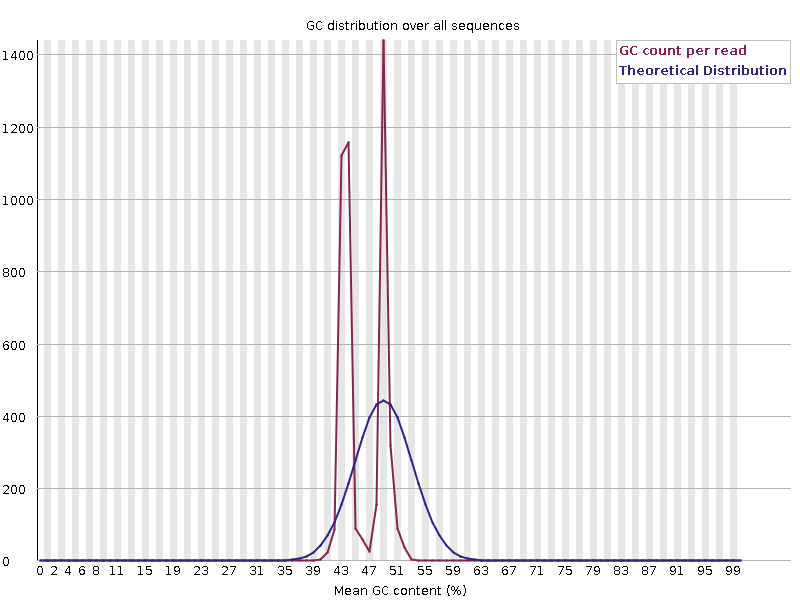 GC distribution over all sequences
GC count per read
Theoretical Distribution
1400
1200
1000
800
600
400
200
0
0 2 4 6 8 11 15 19 23 27 31 35 39 43 47 51 55 59 63 67 71 75 79 83 87 91 95 99
Mean GC content (%)